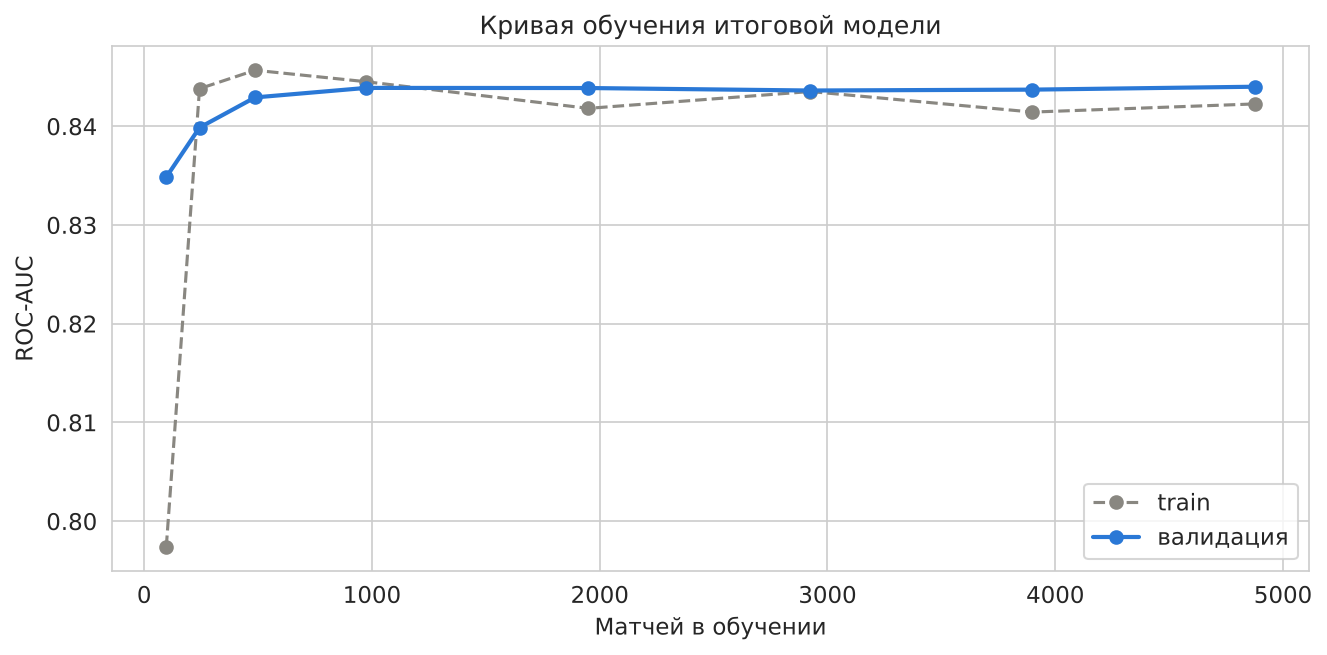 Кривая обучения итоговой модели
ROC-AUC
0.84
0.83
0.82
0.81
0.80
0 1000 2000 3000 4000 5000
Матчей в обучении
train
валидация